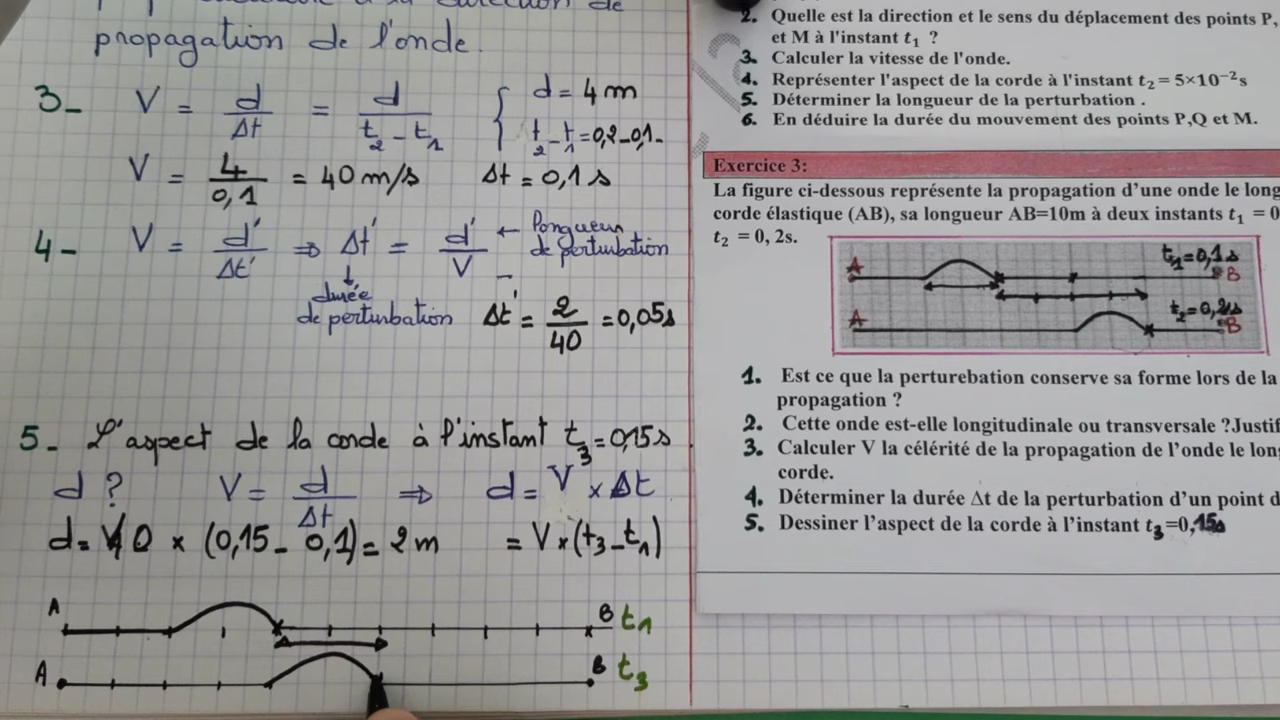 propagation de l'onde.
3- V = d/Δt = d/(t2 - t1) { d = 4m
t2 - t1 = 0,2 - 0,1 -
V = 4/0,1 = 40 m/s Δt = 0,1 s
4- V = d'/Δt' ⇒ Δt' = d'/V ← Longueur de perturbation
↓
durée
de perturbation Δt' = 2/40 = 0,05s
5- L'aspect de la corde à l'instant t3 = 0,15s
d ? V = d/Δt ⇒ d = V × Δt
d = 40 × (0,15 - 0,1) = 2m = V × (t3 - t1)
A B t1
A B t3
2. Quelle est la direction et le sens du déplacement des points P,
et M à l'instant t1 ?
3. Calculer la vitesse de l'onde.
4. Représenter l'aspect de la corde à l'instant t2 = 5×10⁻²s
5. Déterminer la longueur de la perturbation .
6. En déduire la durée du mouvement des points P,Q et M.
Exercice 3:
La figure ci-dessous représente la propagation d'une onde le long
corde élastique (AB), sa longueur AB=10m à deux instants t1 = 0
t2 = 0, 2s.
A t1=0,1s B
A t2=0,2s B
1. Est ce que la perturebation conserve sa forme lors de la
propagation ?
2. Cette onde est-elle longitudinale ou transversale ?Justif
3. Calculer V la célérité de la propagation de l'onde le lon
corde.
4. Déterminer la durée Δt de la perturbation d'un point d
5. Dessiner l'aspect de la corde à l'instant t3=0,15s